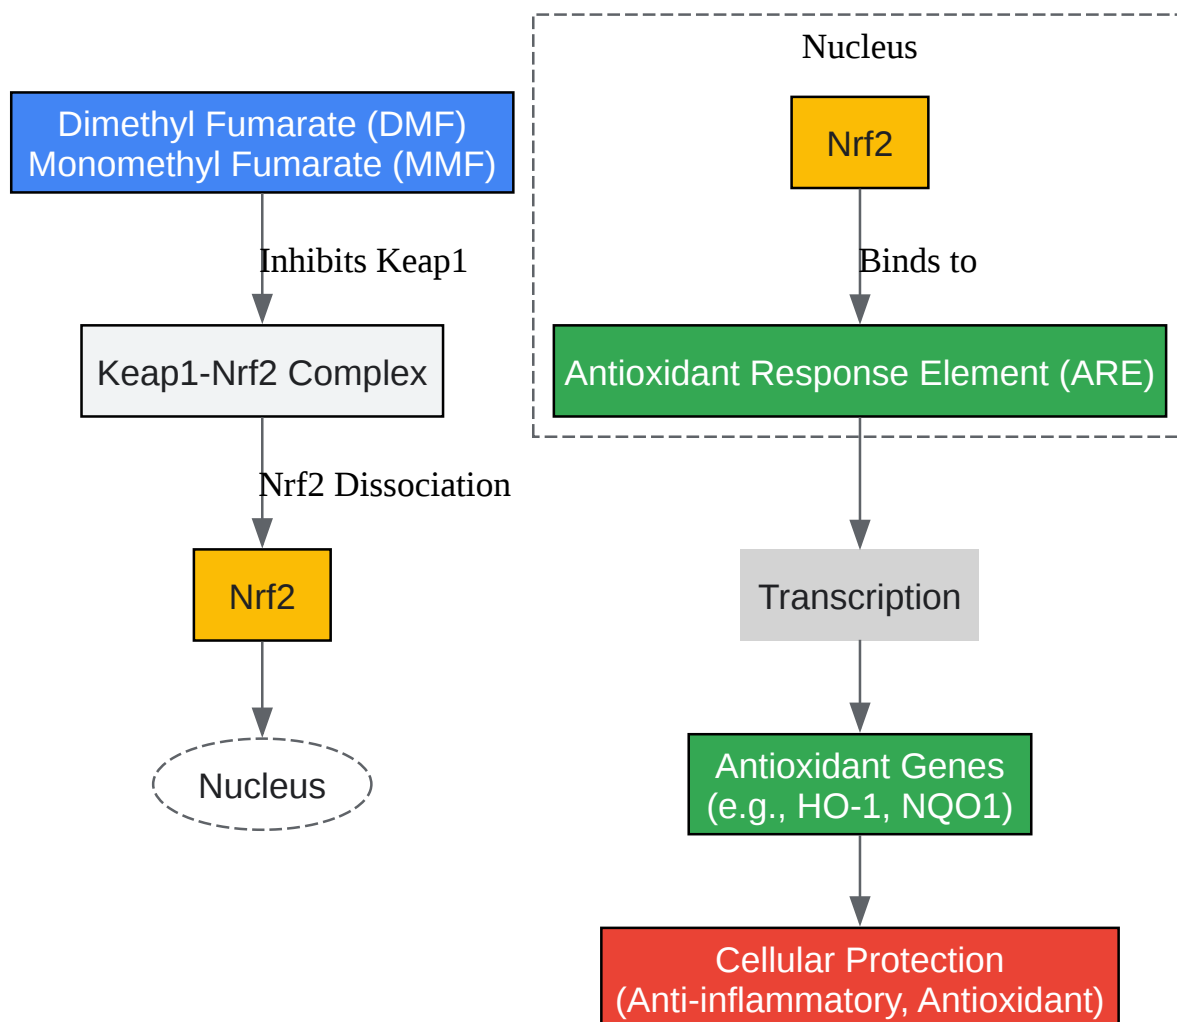 Dimethyl Fumarate (DMF)
Monomethyl Fumarate (MMF)
Inhibits Keap1
Keap1-Nrf2 Complex
Nrf2 Dissociation
Nrf2
Nucleus
Nucleus
Nrf2
Binds to
Antioxidant Response Element (ARE)
Transcription
Antioxidant Genes
(e.g., HO-1, NQO1)
Cellular Protection
(Anti-inflammatory, Antioxidant)